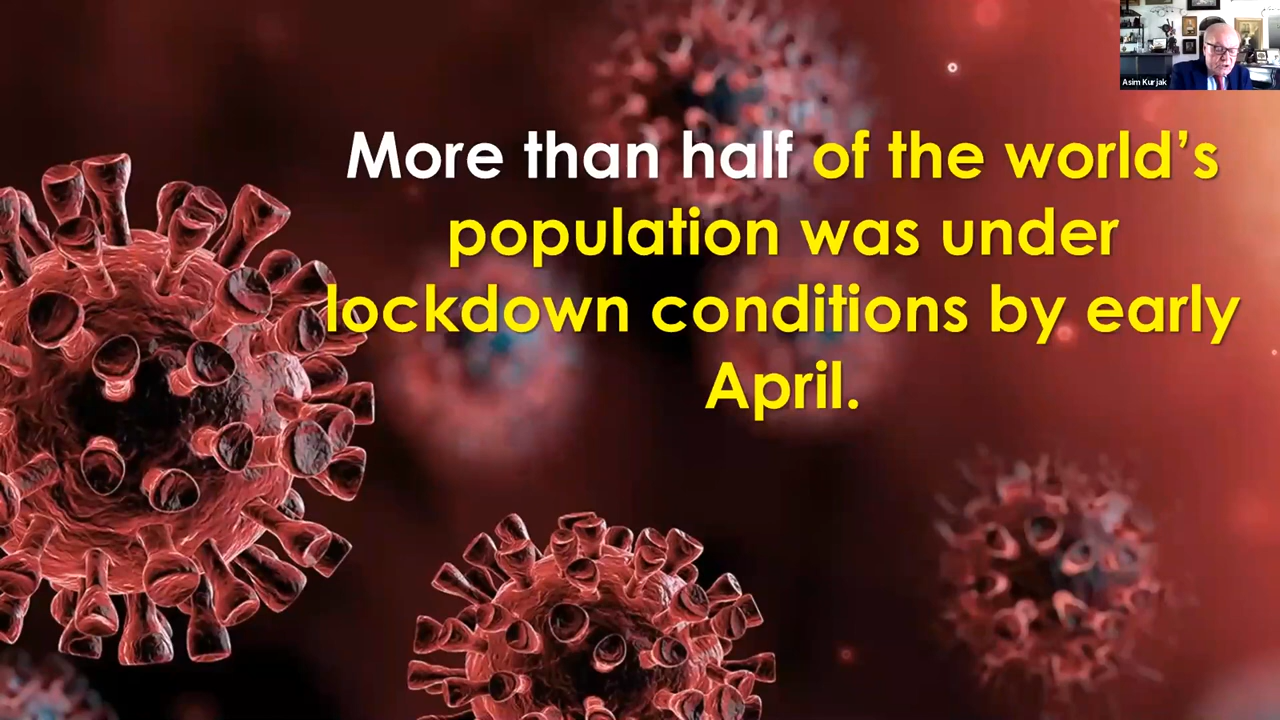 Asim Kurjak
More than half of the world’s
population was under
lockdown conditions by early
April.